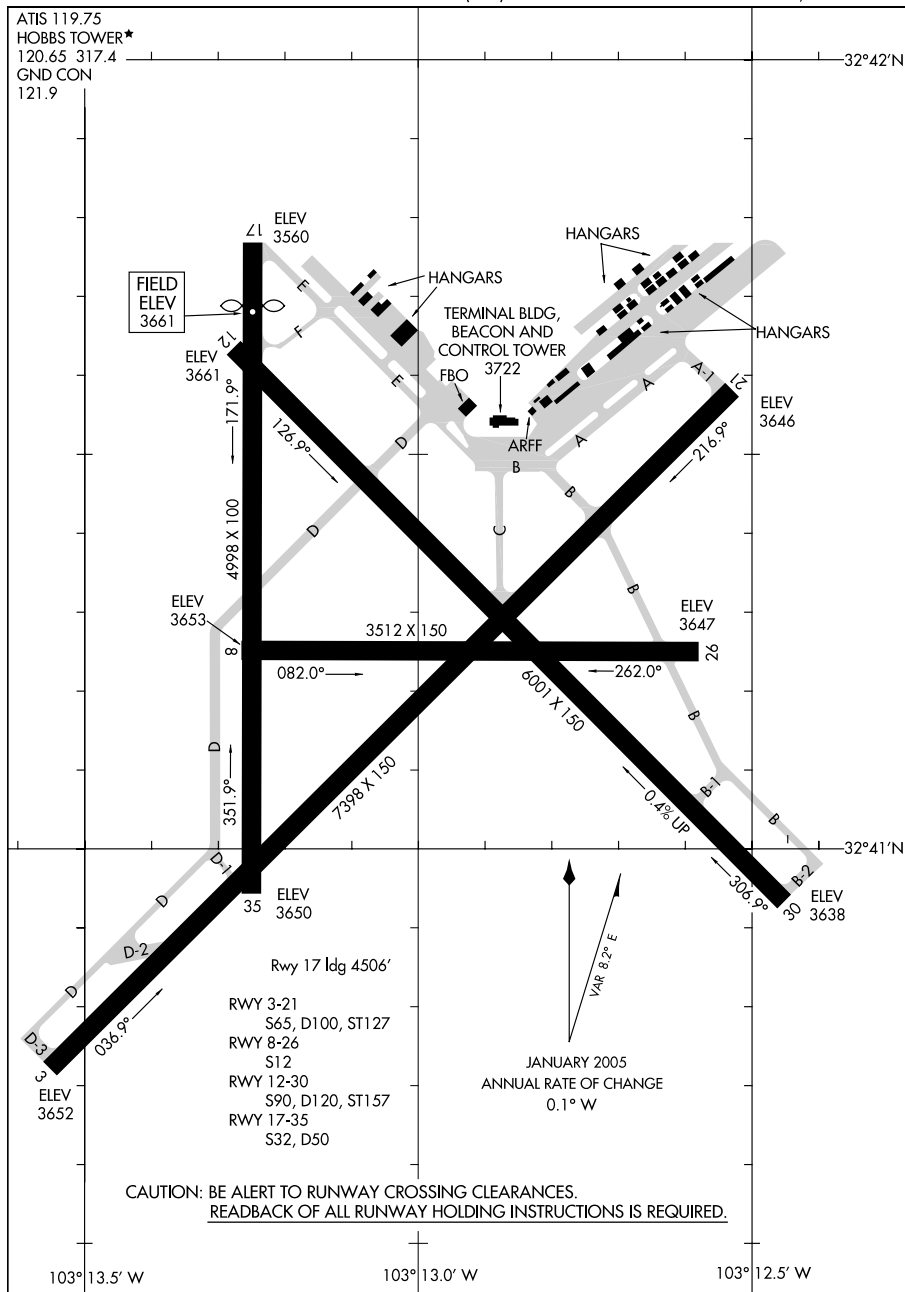 ATIS 119.75
HOBBS TOWER★
120.65 317.4
GND CON
121.9
32°42'N
17
ELEV
3560
FIELD
ELEV
3661
12
ELEV
3661
171.9°
126.9°
4998 X 100
E
F
E
HANGARS
HANGARS
HANGARS
TERMINAL BLDG,
BEACON AND
CONTROL TOWER
3722
FBO
ARFF
A
A
A-1
21
ELEV
3646
216.9°
B
B
B
B
C
D
D
D
ELEV
3653
8
3512 X 150
082.0°
262.0°
ELEV
3647
26
6001 X 150
7398 X 150
351.9°
0.4% UP
B-1
B
B-2
306.9°
30
ELEV
3638
32°41'N
D-1
35
ELEV
3650
D
D-2
D
D-3
3
036.9°
ELEV
3652
Rwy 17 ldg 4506'
RWY 3-21
S65, D100, ST127
RWY 8-26
S12
RWY 12-30
S90, D120, ST157
RWY 17-35
S32, D50
VAR 8.2° E
JANUARY 2005
ANNUAL RATE OF CHANGE
0.1° W
CAUTION: BE ALERT TO RUNWAY CROSSING CLEARANCES.
READBACK OF ALL RUNWAY HOLDING INSTRUCTIONS IS REQUIRED.
103°13.5' W
103°13.0' W
103°12.5' W